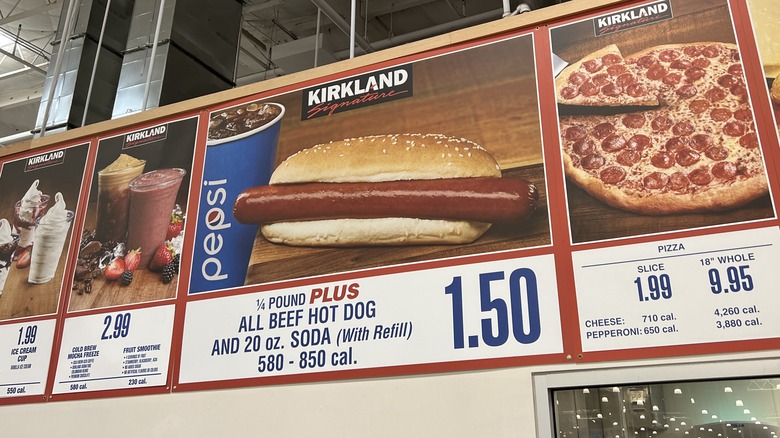 KIRKLAND
Signature
1.99
ICE CREAM
CUP
550 cal.
KIRKLAND
Signature
2.99
COLD BREW
MOCHA FREEZE
580 cal.
FRUIT SMOOTHIE
230 cal.
KIRKLAND
Signature
pepsi
¼ POUND PLUS
ALL BEEF HOT DOG
AND 20 oz. SODA (With Refill)
580 - 850 cal.
1.50
KIRKLAND
Signature
PIZZA
SLICE
1.99
18" WHOLE
9.95
CHEESE: 710 cal. 4,260 cal.
PEPPERONI: 650 cal. 3,880 cal.